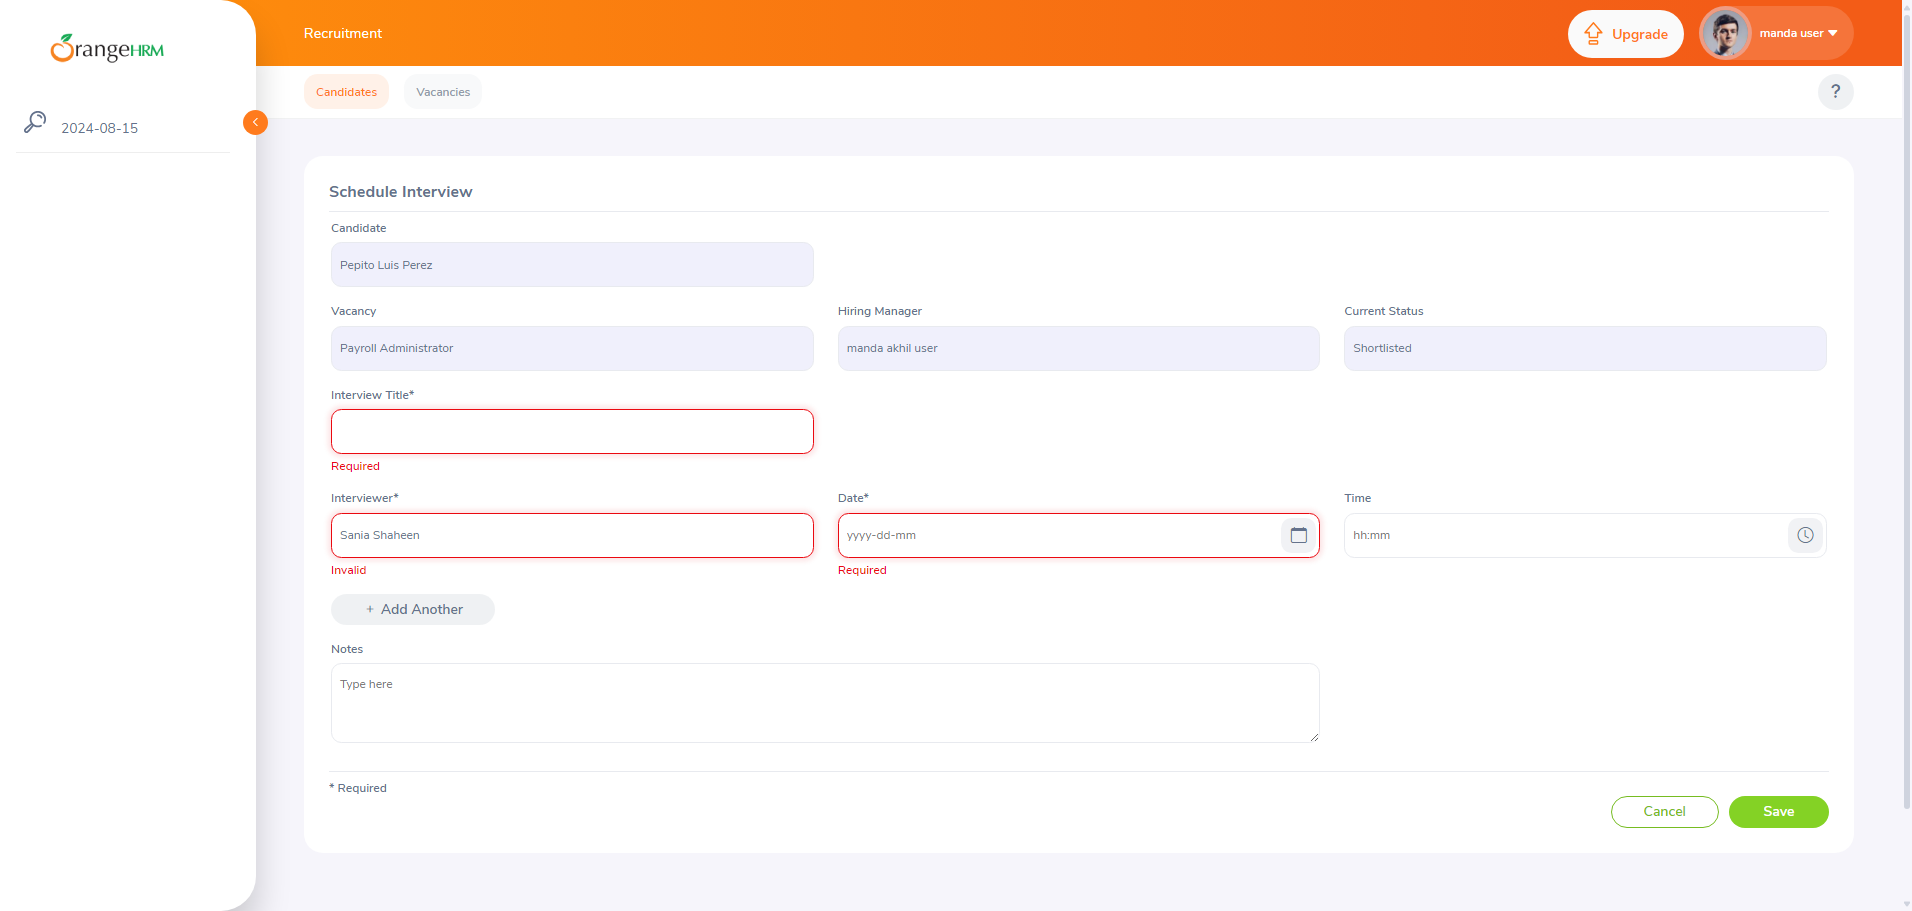 OrangeHRM
Recruitment
Upgrade
manda user
Candidates
Vacancies
?
2024-08-15
Schedule Interview
Candidate
Pepito Luis Perez
Vacancy
Hiring Manager
Current Status
Payroll Administrator
manda akhil user
Shortlisted
Interview Title*
Required
Interviewer*
Date*
Time
Sania Shaheen
yyyy-dd-mm
hh:mm
Invalid
Required
+ Add Another
Notes
Type here
* Required
Cancel
Save